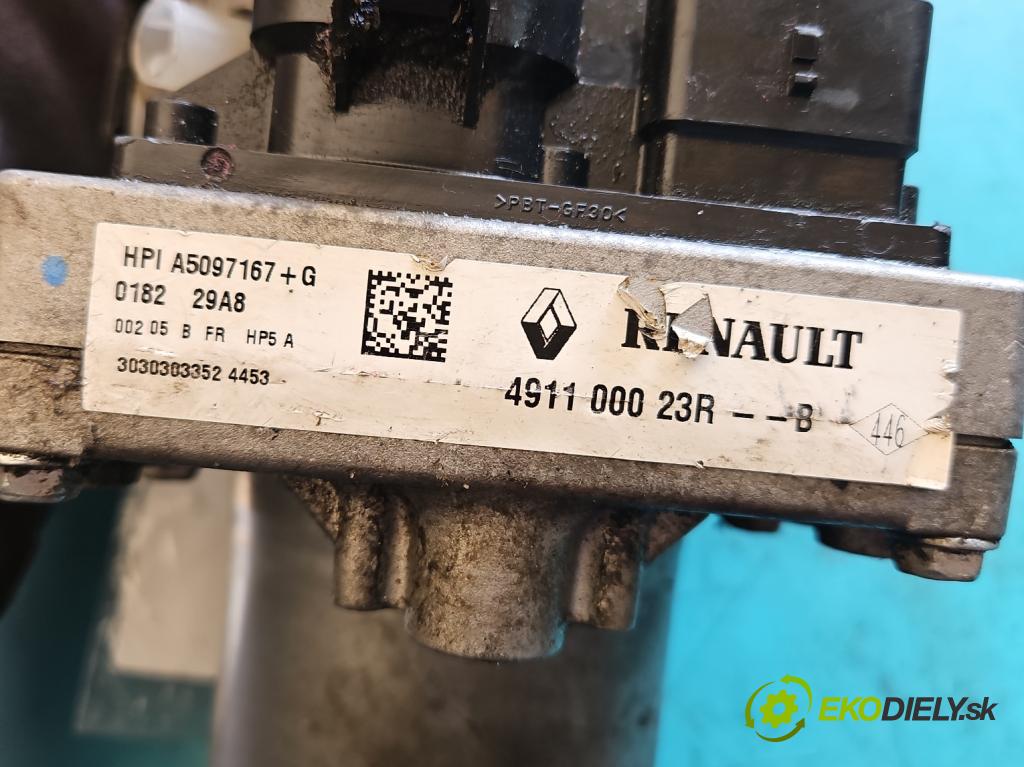 >PBT-GF30<
HPI A5097167+G
0182 29A8
002 05 B FR HP5 A
3030303352 4453
RENAULT
4911 000 23R – –B
446
EKODIELY.sk